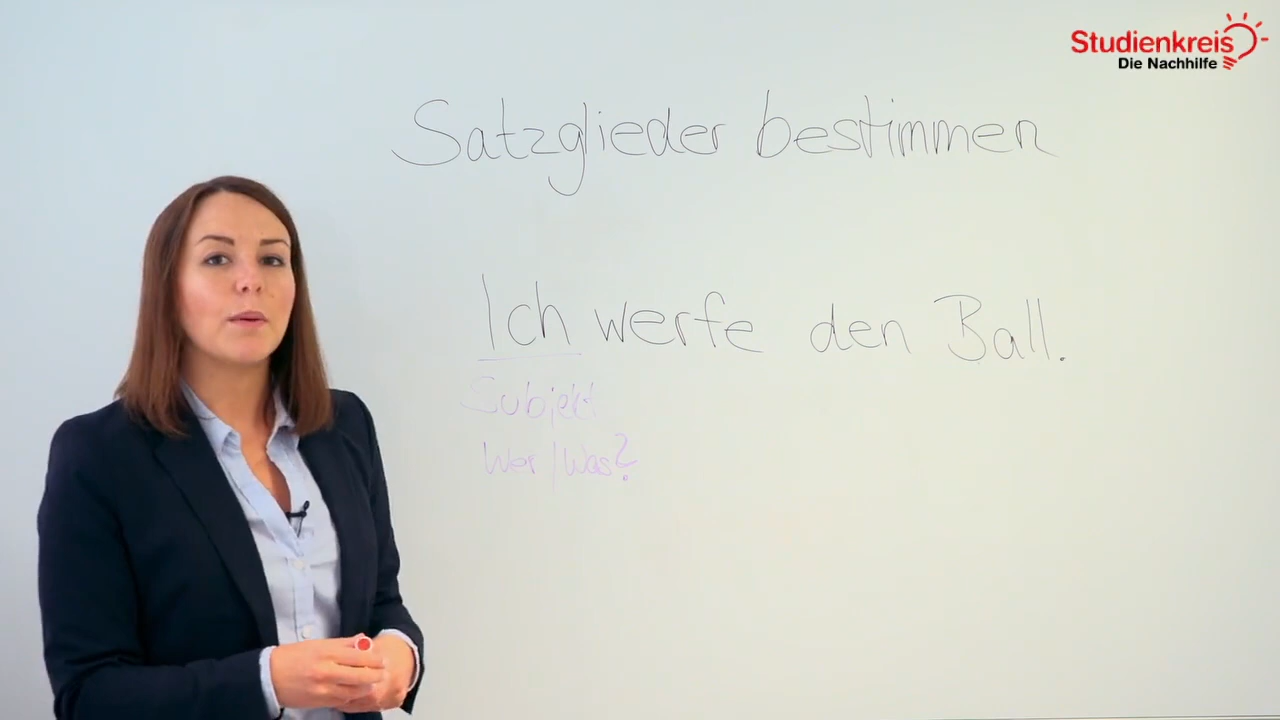 Studienkreis
Die Nachhilfe
Satzglieder bestimmen
Ich werfe den Ball.
Subjekt
Wer/Was?